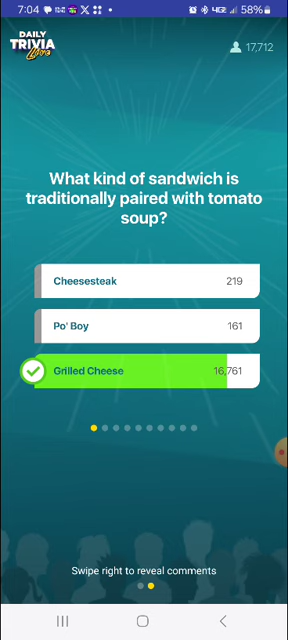 7:04
58%
DAILY
TRIVIA
Live
17,712
What kind of sandwich is
traditionally paired with tomato
soup?
Cheesesteak 219
Po' Boy 161
Grilled Cheese 16,761
Swipe right to reveal comments